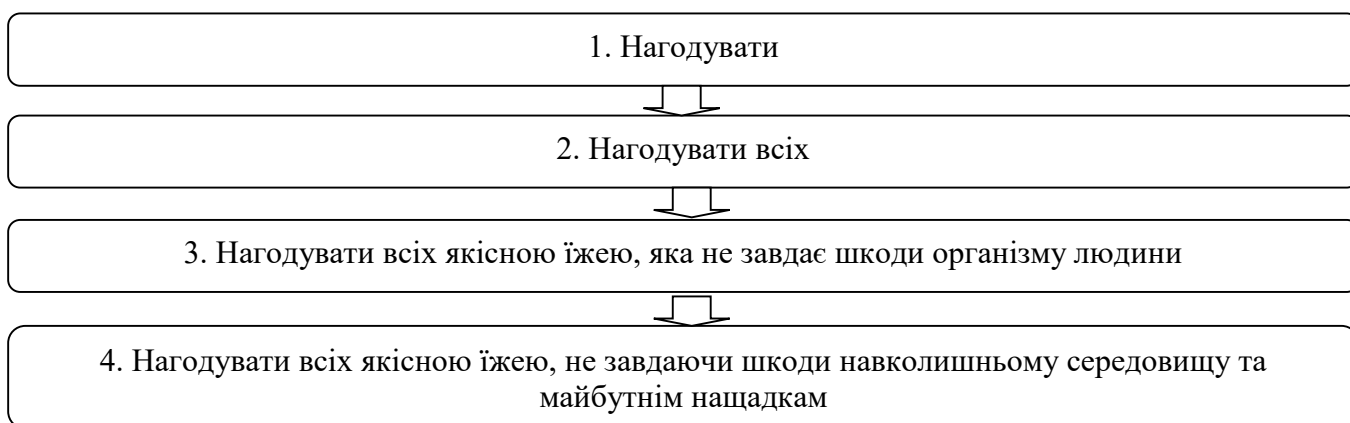 1. Нагодувати
2. Нагодувати всіх
3. Нагодувати всіх якісною їжею, яка не завдає шкоди організму людини
4. Нагодувати всіх якісною їжею, не завдаючи шкоди навколишньому середовищу та
майбутнім нащадкам